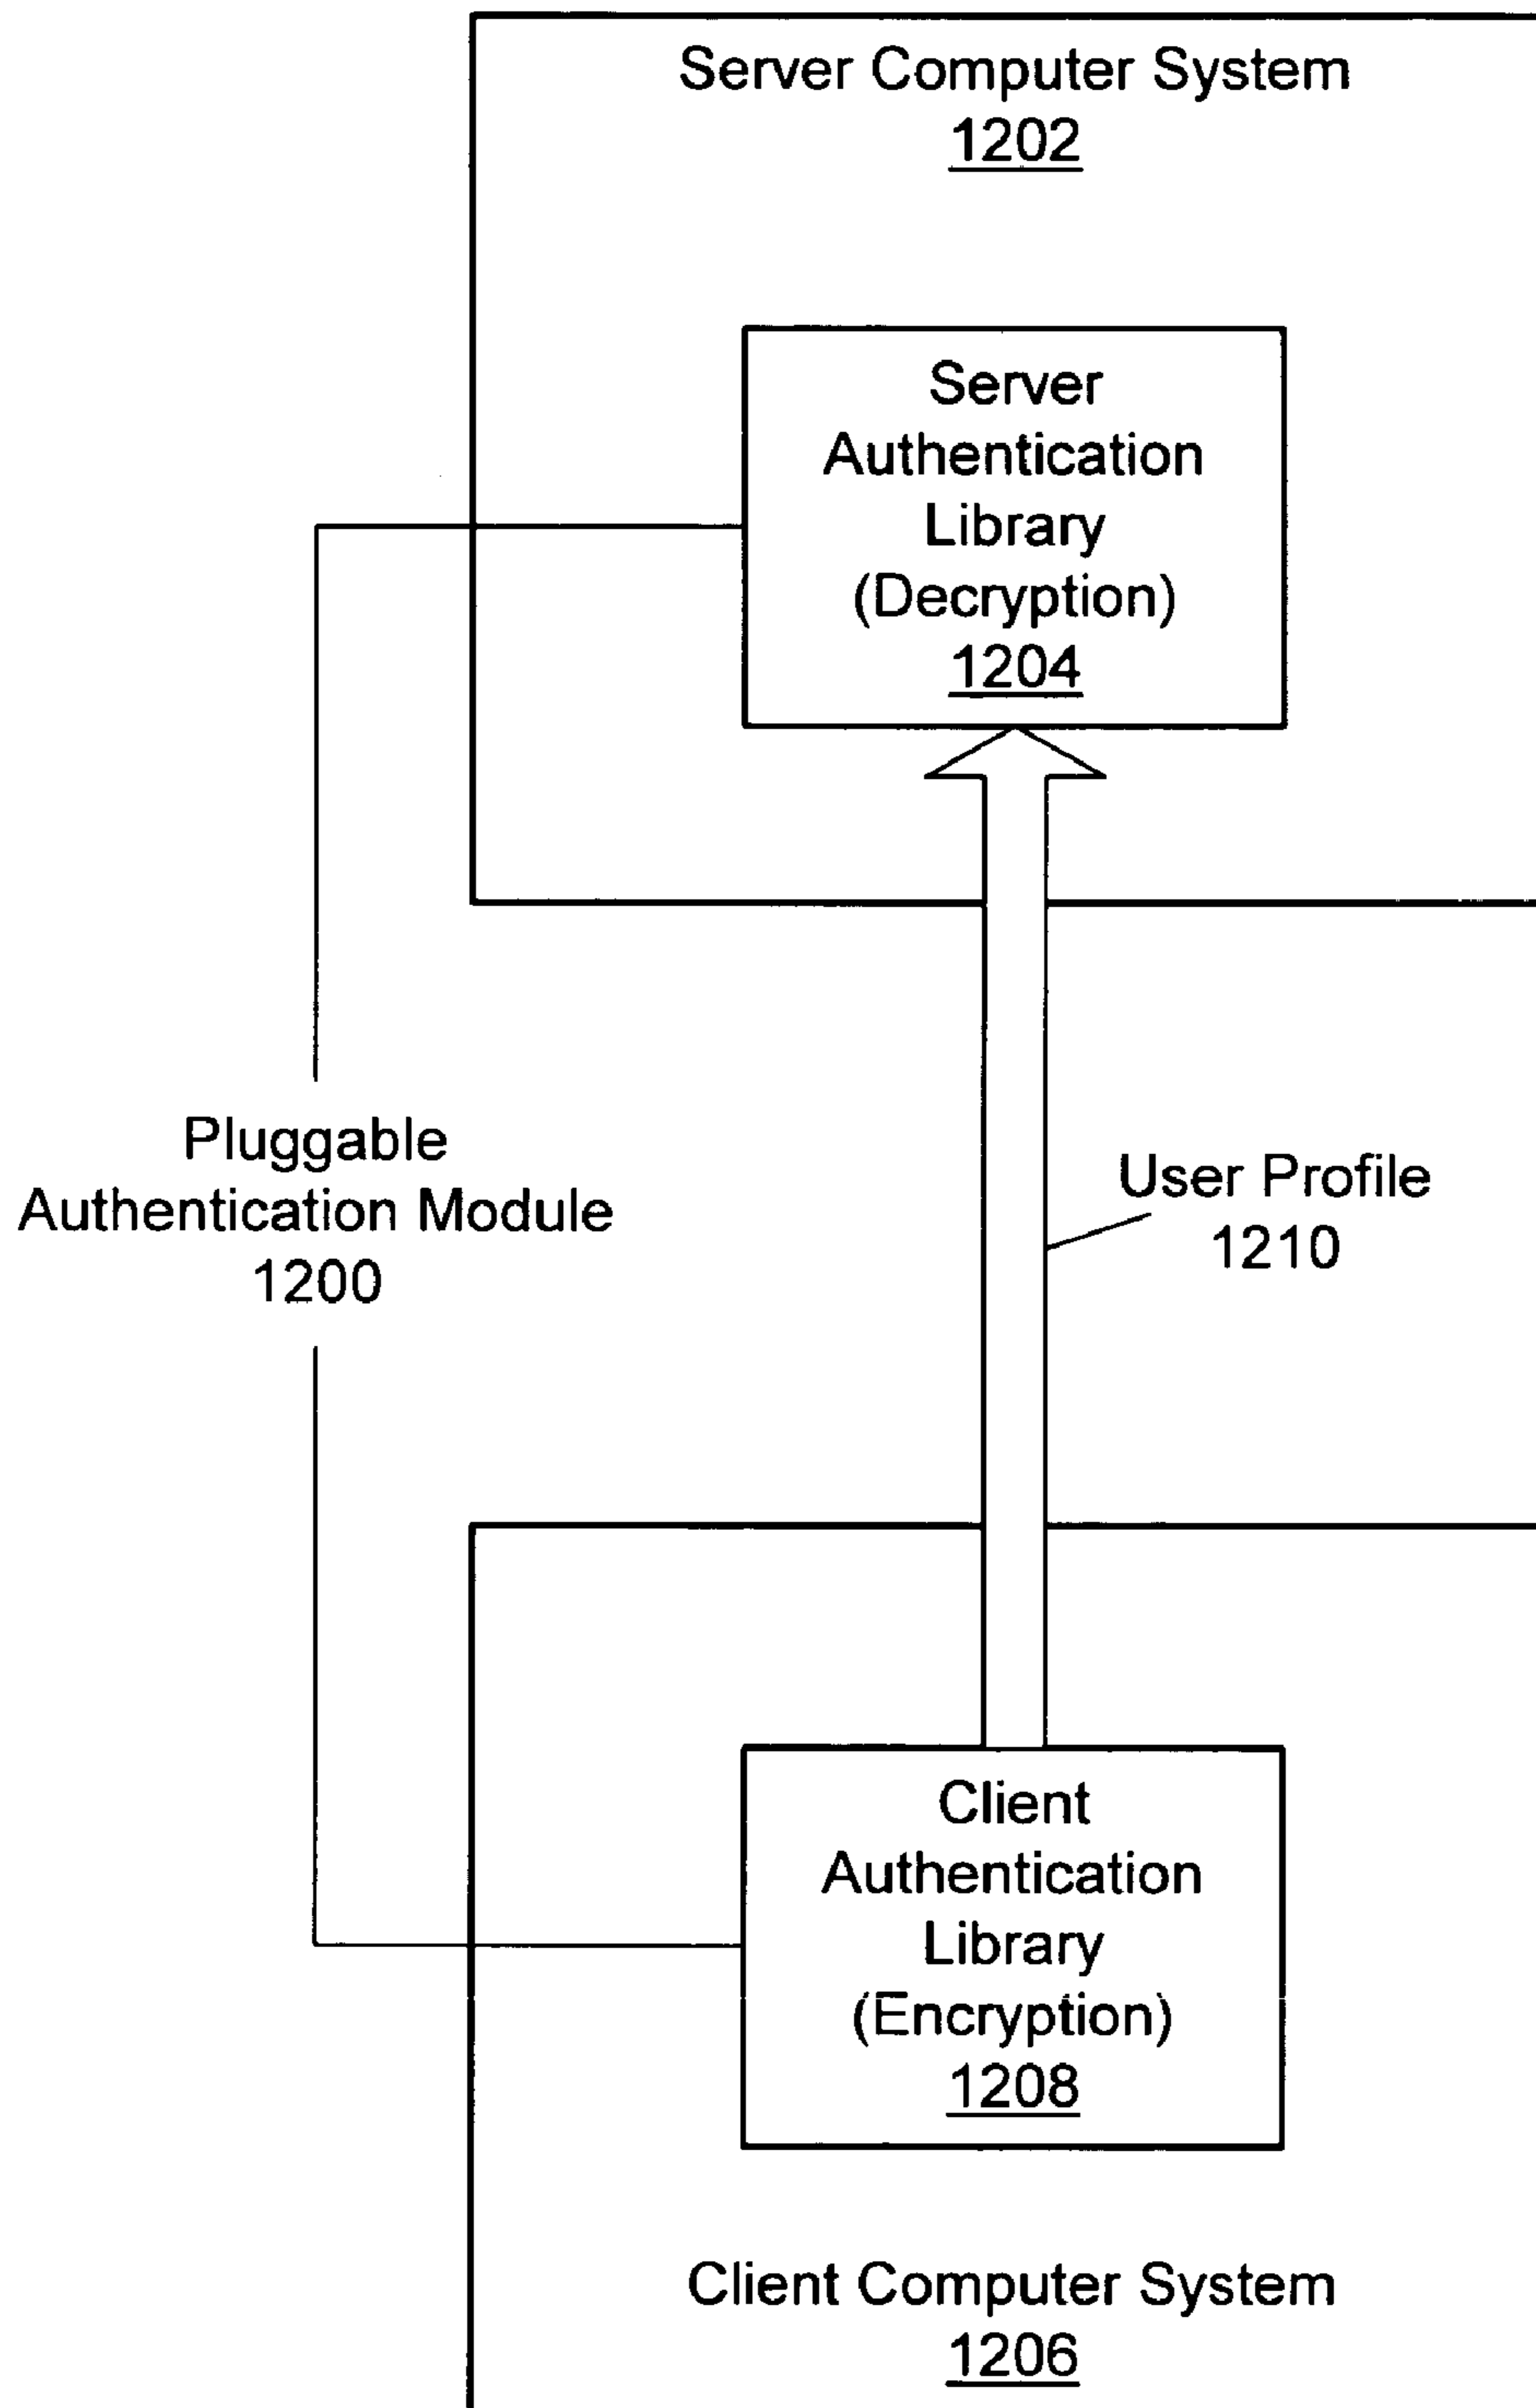 Server Computer System
1202
Server
Authentication
Library
(Decryption)
1204
Pluggable
Authentication Module
1200
User Profile
1210
Client
Authentication
Library
(Encryption)
1208
Client Computer System
1206